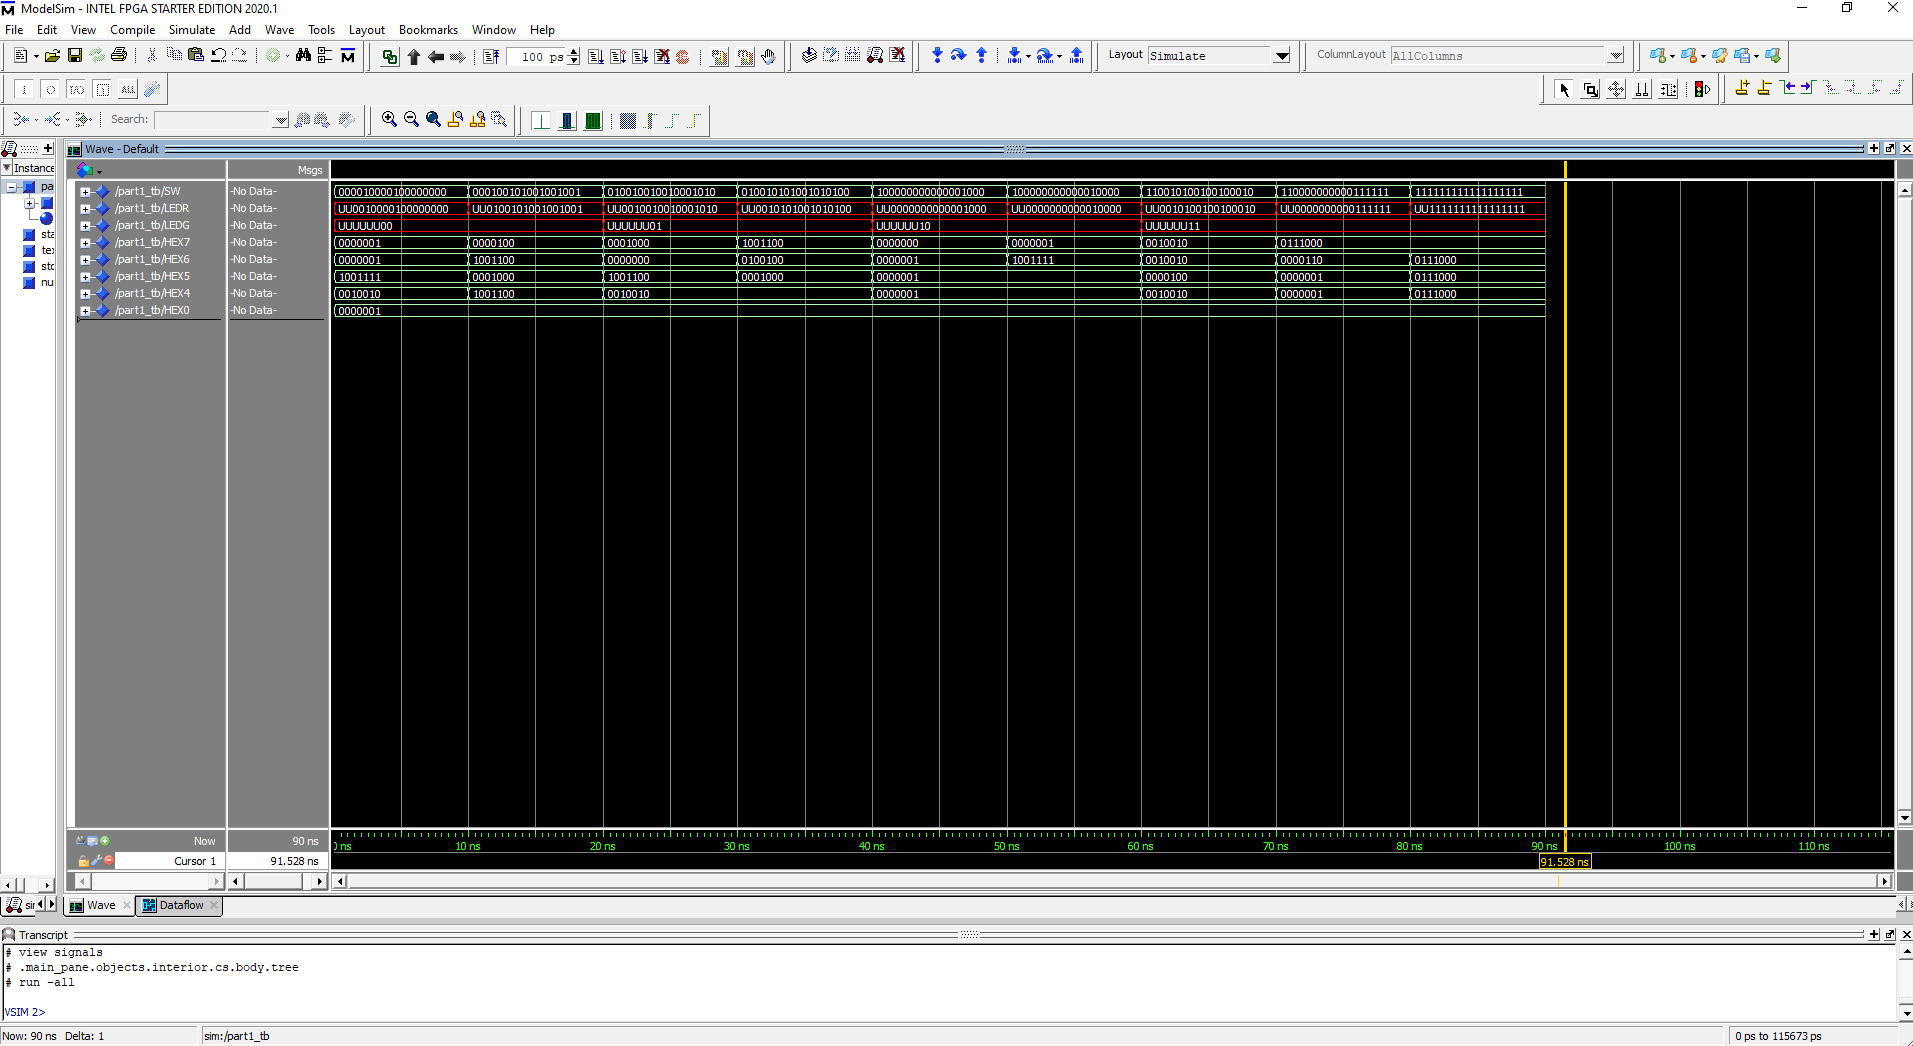 ModelSim - INTEL FPGA STARTER EDITION 2020.1
File Edit View Compile Simulate Add Wave Tools Layout Bookmarks Window Help
100 ps
Layout Simulate
ColumnLayout AllColumns
Search:
Wave - Default
Instance
Msgs
/part1_tb/SW -No Data- 000010000100000000 000100101001001001 010010010010001010 010010101001010100 100000000000001000 100000000000010000 110010100100100010 110000000000111111 111111111111111111
/part1_tb/LEDR -No Data- UU0010000100000000 UU0100101001001001 UU0010010010001010 UU0010101001010100 UU0000000000001000 UU0000000000010000 UU0010100100100010 UU0000000000111111 UU1111111111111111
/part1_tb/LEDG -No Data- UUUUUU00 UUUUUU01 UUUUUU10 UUUUUU11
/part1_tb/HEX7 -No Data- 0000001 0000100 0001000 1001100 0000000 0000001 0010010 0111000
/part1_tb/HEX6 -No Data- 0000001 1001100 0000000 0100100 0000001 1001111 0010010 0000110 0111000
/part1_tb/HEX5 -No Data- 1001111 0001000 1001100 0001000 0000001 0000100 0000001 0111000
/part1_tb/HEX4 -No Data- 0010010 1001100 0010010 0000001 0010010 0000001 0111000
/part1_tb/HEX0 -No Data- 0000001
pa
sta
tex
std
nu
Now 90 ns
ns 10 ns 20 ns 30 ns 40 ns 50 ns 60 ns 70 ns 80 ns 90 ns 100 ns 110 ns
Cursor 1 91.528 ns
91.528 ns
Wave Dataflow
Transcript
# view signals
# .main_pane.objects.interior.cs.body.tree
# run -all
VSIM 2>
Now: 90 ns Delta: 1 sim:/part1_tb 0 ps to 115673 ps